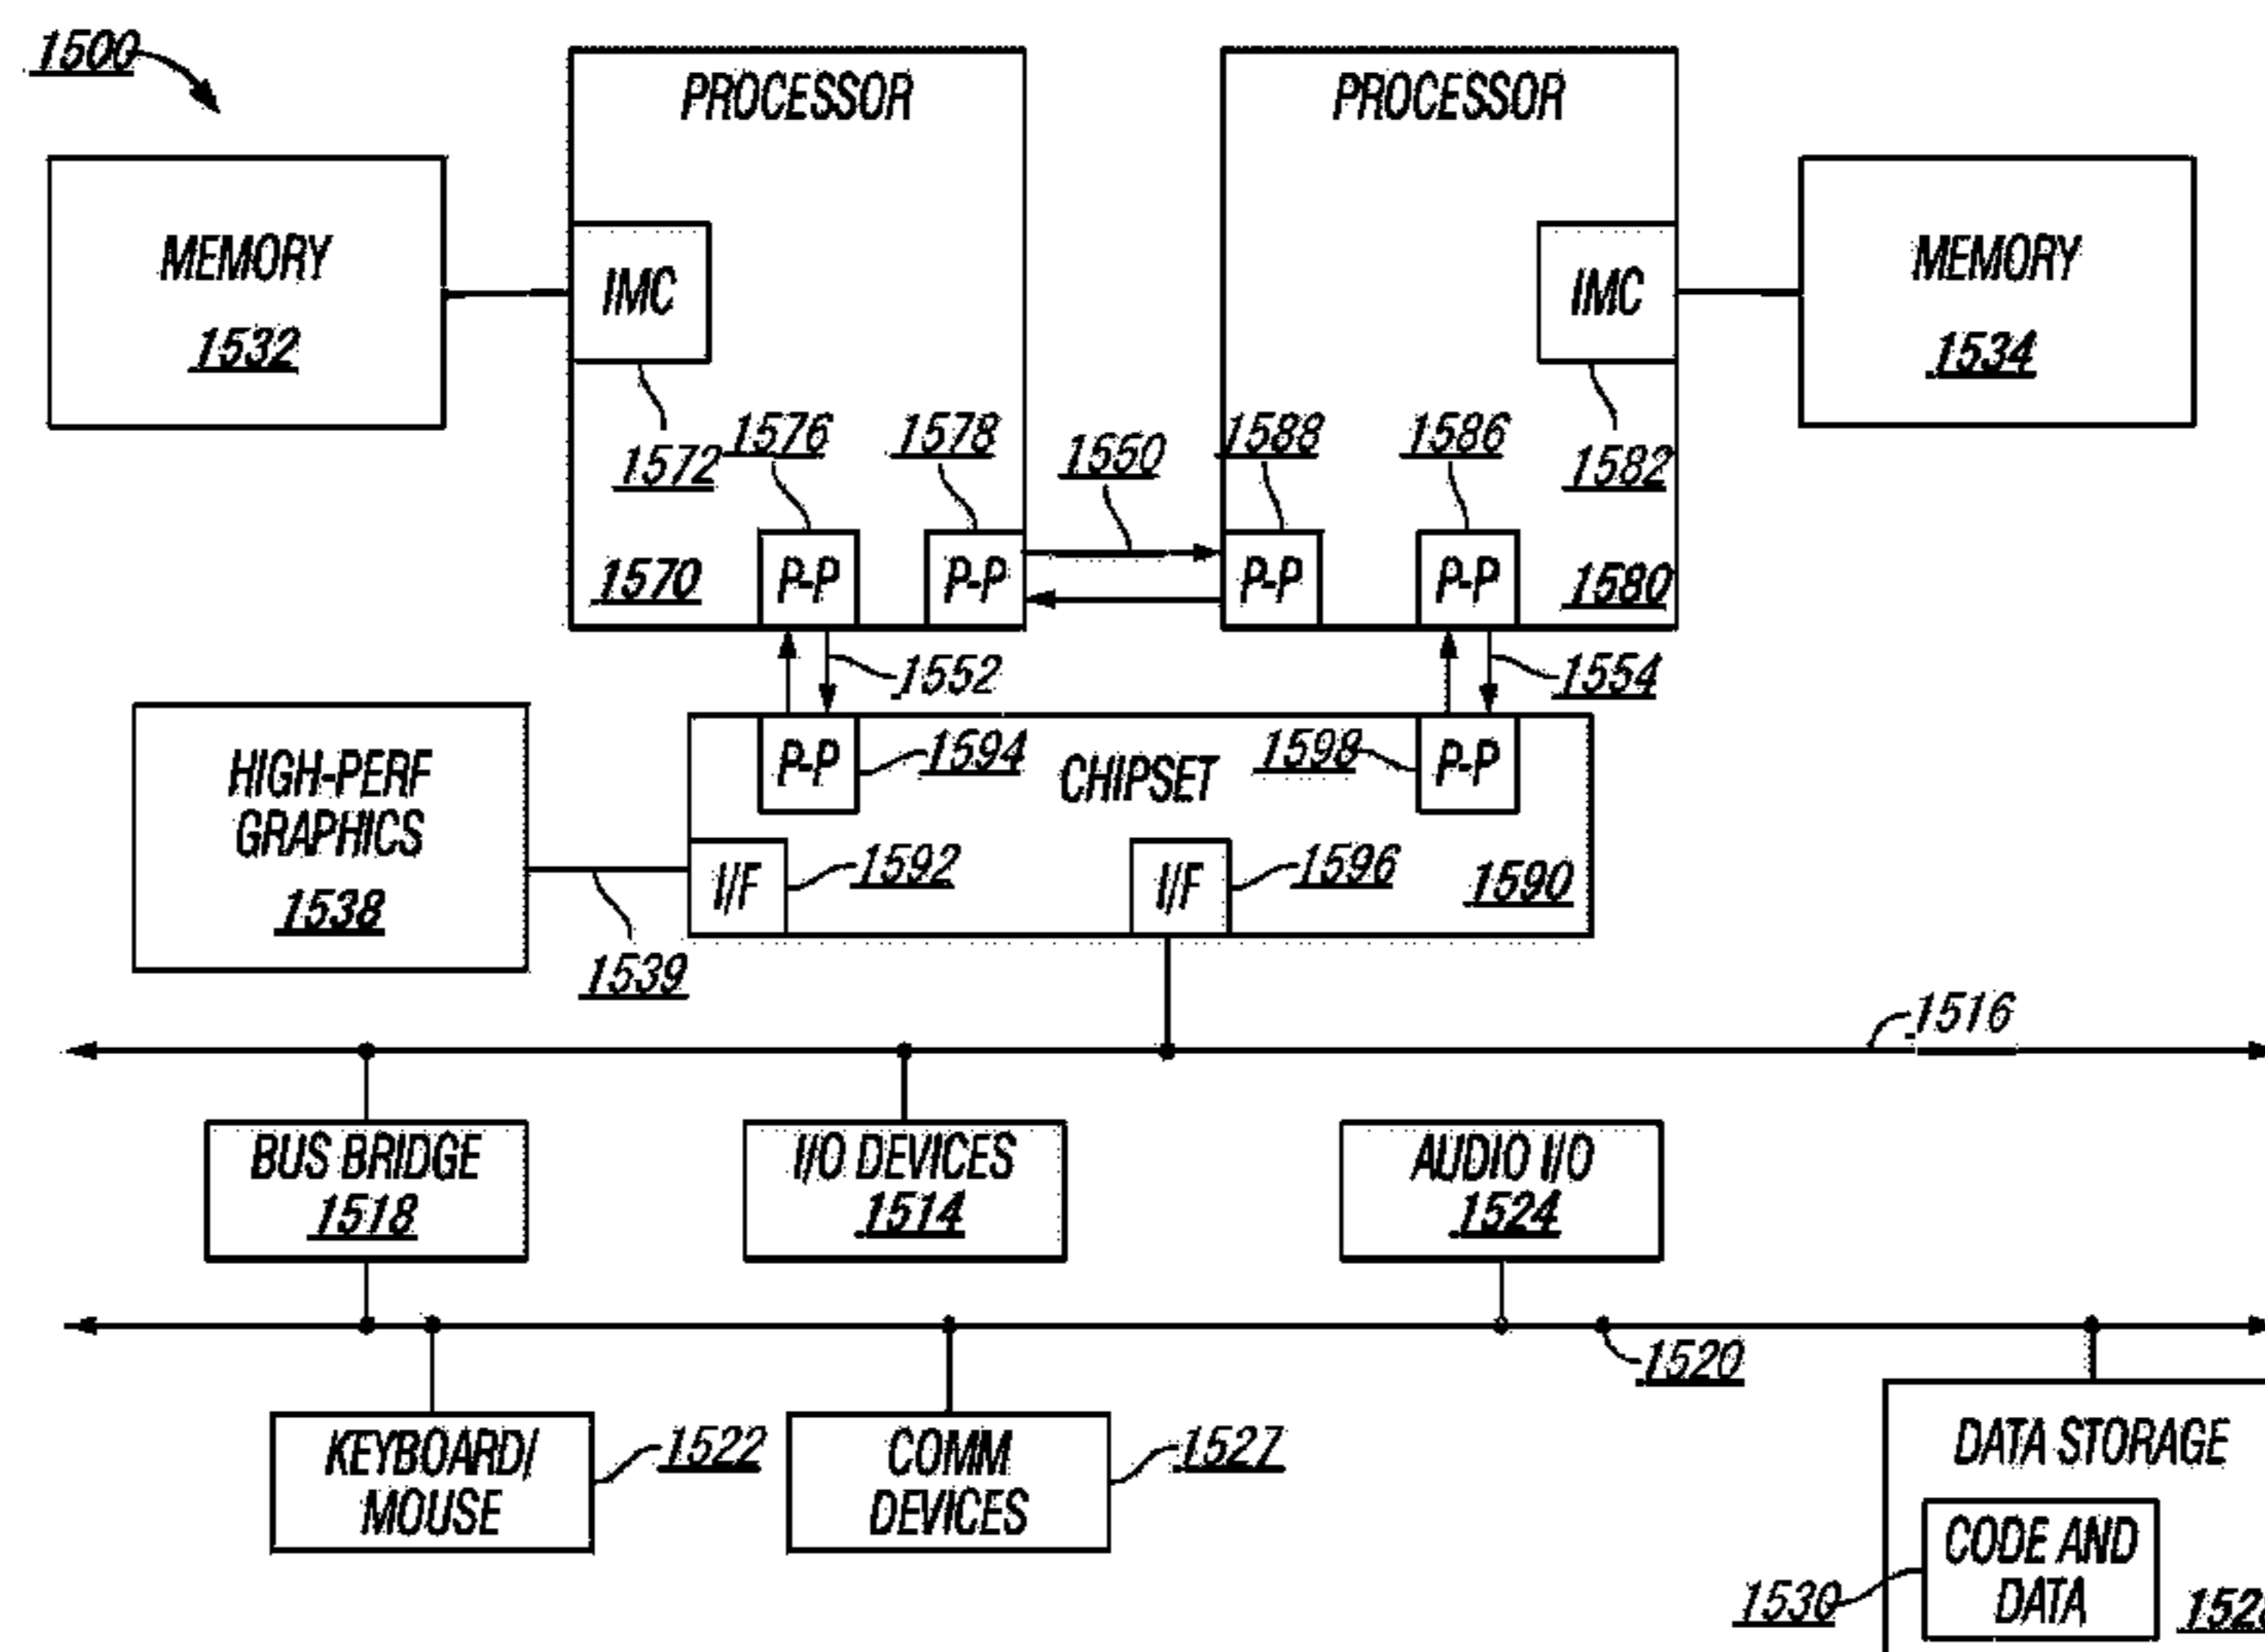 1500
PROCESSOR
PROCESSOR
MEMORY
1532
IMC
IMC
MEMORY
1534
1572
1576
1578
1550
1588
1586
1582
1570
P-P
P-P
P-P
P-P
1580
1552
1554
HIGH-PERF
GRAPHICS
1538
P-P
1594
CHIPSET
1598
P-P
I/F
1592
I/F
1596
1590
1539
1516
BUS BRIDGE
1518
I/O DEVICES
1514
AUDIO I/O
1524
1520
KEYBOARD/
MOUSE
1522
COMM
DEVICES
1527
DATA STORAGE
CODE AND
DATA
1530